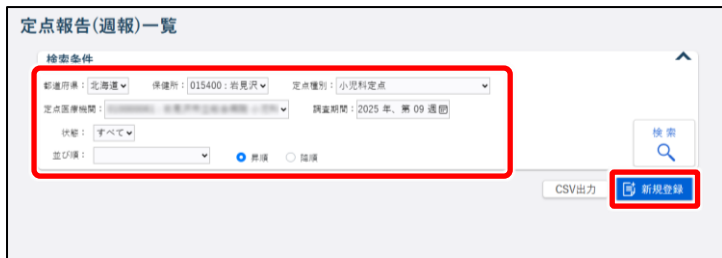 定点報告(週報)一覧
検索条件
都道府県： 北海道 保健所： 015400：岩見沢 定点種別： 小児科定点
定点医療機関： 調査期間： 2025 年、第 09 週
状態： すべて
並び順： 昇順 降順
検索
CSV出力 新規登録